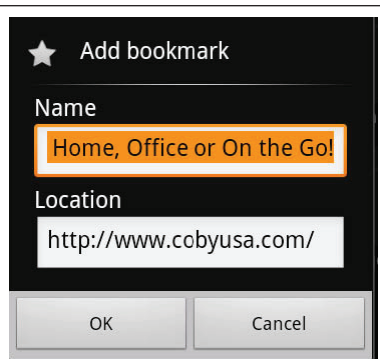 Add bookmark
Name
Home, Office or On the Go!
Location
http://www.cobyusa.com/
OK
Cancel